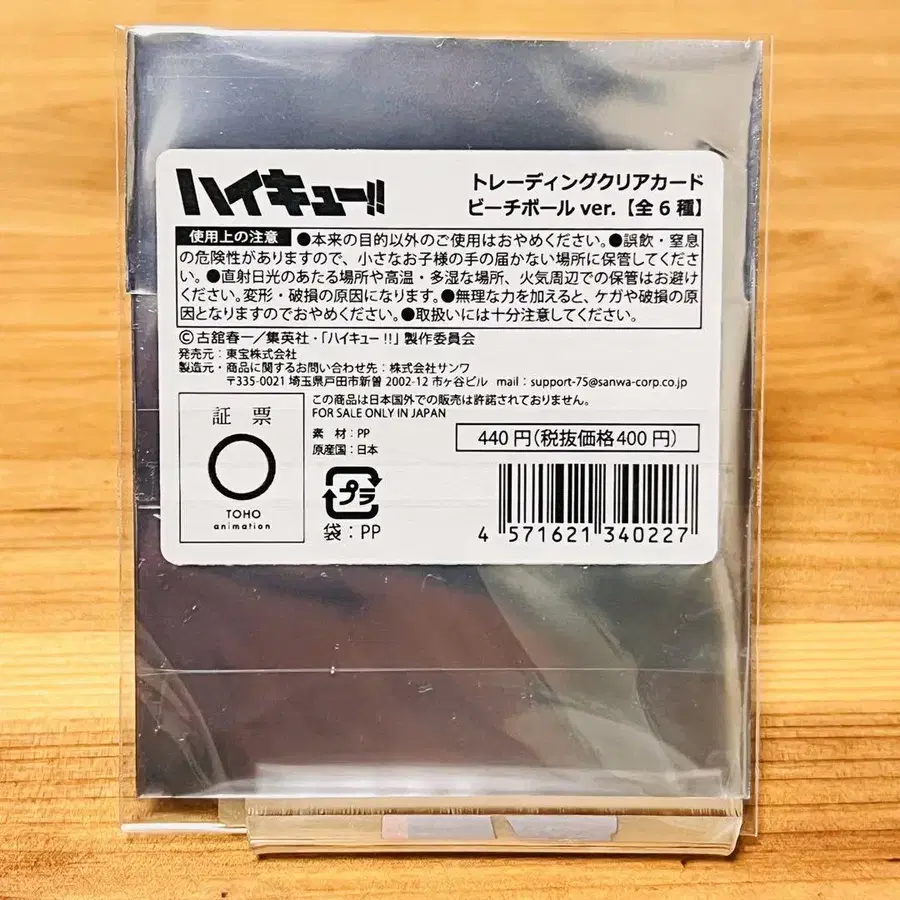 ハイキュー!!
トレーディングクリアカード
ビーチボール ver.【全6種】
使用上の注意 ●本来の目的以外のご使用はおやめください。●誤飲・窒息
の危険性がありますので、小さなお子様の手の届かない場所に保管してくださ
い。●直射日光のあたる場所や高温・多湿な場所、火気周辺での保管はお避け
ください。変形・破損の原因になります。●無理な力を加えると、ケガや破損の原
因となりますのでおやめください。●取扱いには十分注意してください。
©古舘春一／集英社・「ハイキュー!!」製作委員会
発売元：東宝株式会社
製造元・商品に関するお問い合わせ先：株式会社サンワ
〒335-0021 埼玉県戸田市新曽 2002-12 市ヶ谷ビル mail：support-75@sanwa-corp.co.jp
証票
TOHO
animation
この商品は日本国外での販売は許諾されておりません。
FOR SALE ONLY IN JAPAN
素 材：PP
原産国：日本
440円(税抜価格400円)
プラ
袋：PP
4 571621 340227